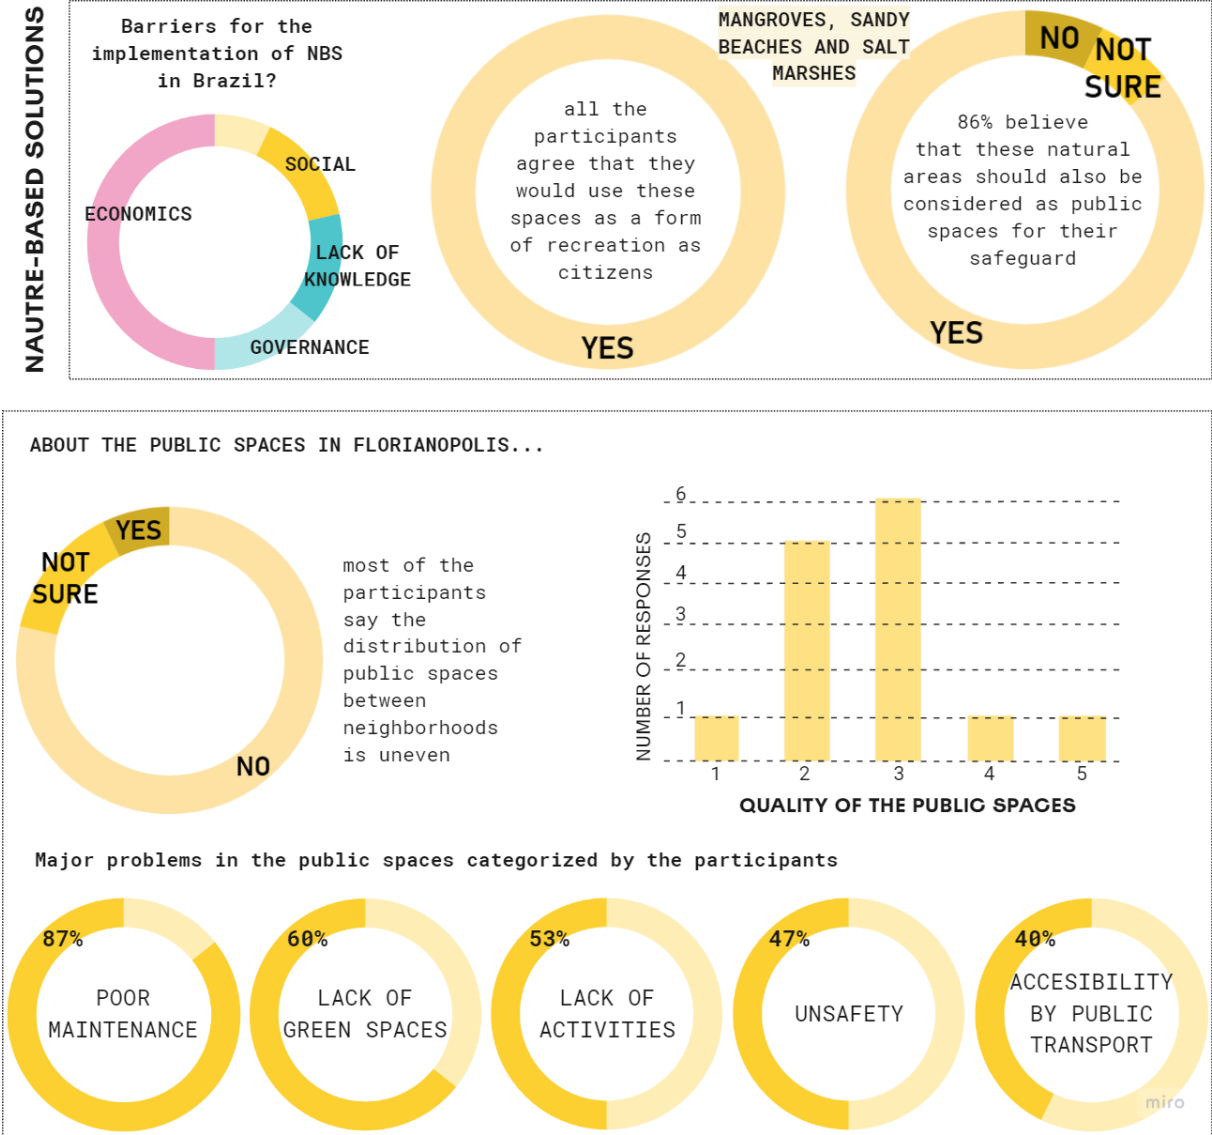 NAUTRE-BASED SOLUTIONS
Barriers for the
implementation of NBS
in Brazil?
SOCIAL
ECONOMICS
LACK OF
KNOWLEDGE
GOVERNANCE
all the
participants
agree that they
would use these
spaces as a form
of recreation as
citizens
YES
MANGROVES, SANDY
BEACHES AND SALT
MARSHES
NO
NOT
SURE
86% believe
that these natural
areas should also be
considered as public
spaces for their
safeguard
YES
ABOUT THE PUBLIC SPACES IN FLORIANOPOLIS...
YES
NOT
SURE
NO
most of the
participants
say the
distribution of
public spaces
between
neighborhoods
is uneven
NUMBER OF RESPONSES
6
5
4
3
2
1
1 2 3 4 5
QUALITY OF THE PUBLIC SPACES
Major problems in the public spaces categorized by the participants
87%
POOR
MAINTENANCE
60%
LACK OF
GREEN SPACES
53%
LACK OF
ACTIVITIES
47%
UNSAFETY
40%
ACCESIBILITY
BY PUBLIC
TRANSPORT
miro